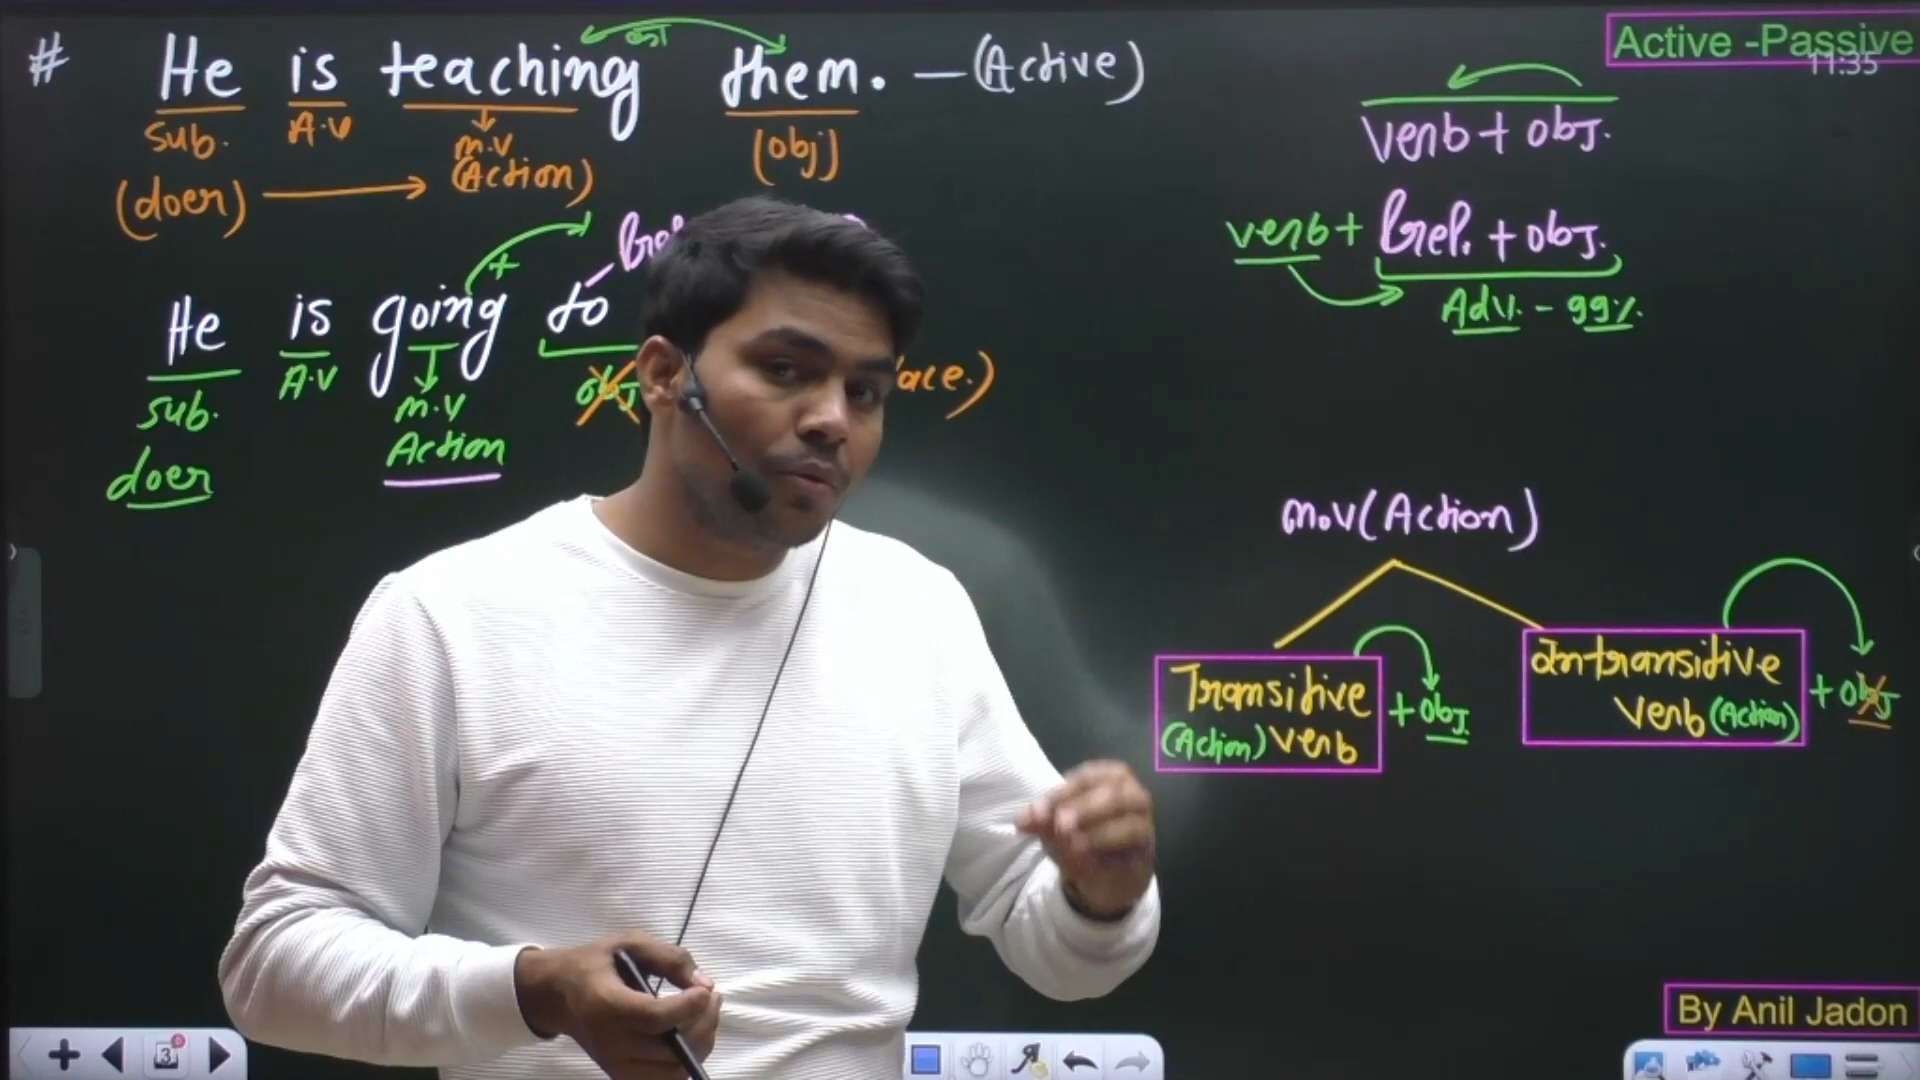 Active -Passive
11:35
# He is teaching them. — (Active)
sub. A.V m.v (obj)
(doer) (Action)
verb + obj.
verb + Prep. + obj.
Adv. - 99%.
He is going to
sub. A.V m.v obj
doer Action
m.v (Action)
Transitive
(Action) verb + obj.
Intransitive
verb (Action) + obj
By Anil Jadon
3